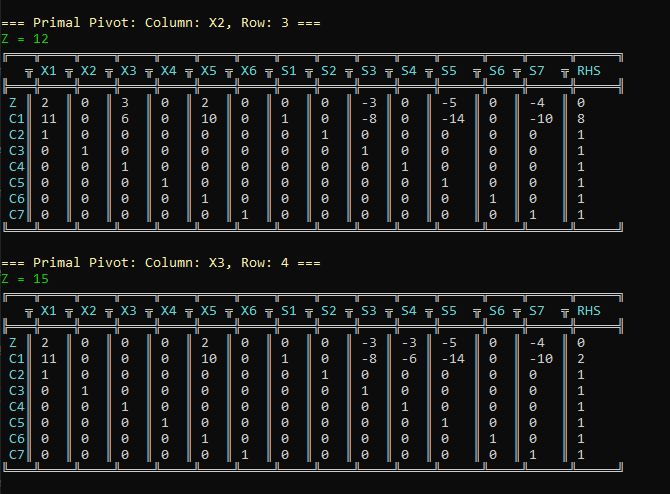 === Primal Pivot: Column: X2, Row: 3 ===
Z = 12
X1 X2 X3 X4 X5 X6 S1 S2 S3 S4 S5 S6 S7 RHS
Z 2 0 3 0 2 0 0 0 -3 0 -5 0 -4 0
C1 11 0 6 0 10 0 1 0 -8 0 -14 0 -10 8
C2 1 0 0 0 0 0 0 1 0 0 0 0 0 1
C3 0 1 0 0 0 0 0 0 1 0 0 0 0 1
C4 0 0 1 0 0 0 0 0 0 1 0 0 0 1
C5 0 0 0 1 0 0 0 0 0 0 1 0 0 1
C6 0 0 0 0 1 0 0 0 0 0 0 1 0 1
C7 0 0 0 0 0 1 0 0 0 0 0 0 1 1
=== Primal Pivot: Column: X3, Row: 4 ===
Z = 15
X1 X2 X3 X4 X5 X6 S1 S2 S3 S4 S5 S6 S7 RHS
Z 2 0 0 0 2 0 0 0 -3 -3 -5 0 -4 0
C1 11 0 0 0 10 0 1 0 -8 -6 -14 0 -10 2
C2 1 0 0 0 0 0 0 1 0 0 0 0 0 1
C3 0 1 0 0 0 0 0 0 1 0 0 0 0 1
C4 0 0 1 0 0 0 0 0 0 1 0 0 0 1
C5 0 0 0 1 0 0 0 0 0 0 1 0 0 1
C6 0 0 0 0 1 0 0 0 0 0 0 1 0 1
C7 0 0 0 0 0 1 0 0 0 0 0 0 1 1